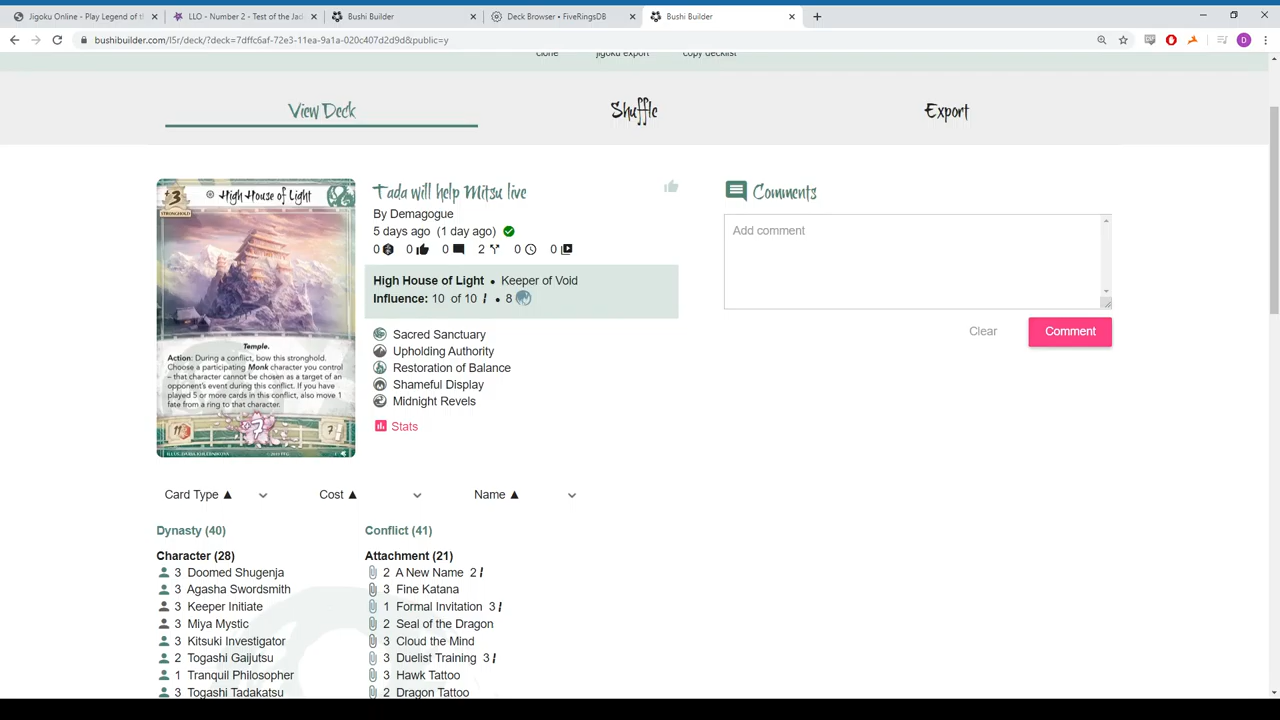 Jigoku Online - Play Legend of th
LLO - Number 2 - Test of the Jad
Bushi Builder
Deck Browser • FiveRingsDB
Bushi Builder
bushibuilder.com/l5r/deck/?deck=7dffc6af-72e3-11ea-9a1a-020c407d2d9d&public=y
D
clone
jigoku export
copy decklist
View Deck
Shuffle
Export
3
STRONGHOLD
High House of Light
Temple.
Action: During a conflict, bow this stronghold.
Choose a participating Monk character you control
– that character cannot be chosen as a target of an
opponent's event during this conflict. If you have
played 5 or more cards in this conflict, also move 1
fate from a ring to that character.
11
7
7
Tada will help Mitsu live
By Demagogue
5 days ago (1 day ago)
0 0 0 2 0 0
High House of Light • Keeper of Void
Influence: 10 of 10 • 8
Sacred Sanctuary
Upholding Authority
Restoration of Balance
Shameful Display
Midnight Revels
Stats
Comments
Add comment
Clear
Comment
Card Type ▲
Cost ▲
Name ▲
Dynasty (40)
Character (28)
3 Doomed Shugenja
3 Agasha Swordsmith
3 Keeper Initiate
3 Miya Mystic
3 Kitsuki Investigator
2 Togashi Gaijutsu
1 Tranquil Philosopher
3 Togashi Tadakatsu
Conflict (41)
Attachment (21)
2 A New Name 2
3 Fine Katana
1 Formal Invitation 3
2 Seal of the Dragon
3 Cloud the Mind
3 Duelist Training 3
3 Hawk Tattoo
2 Dragon Tattoo